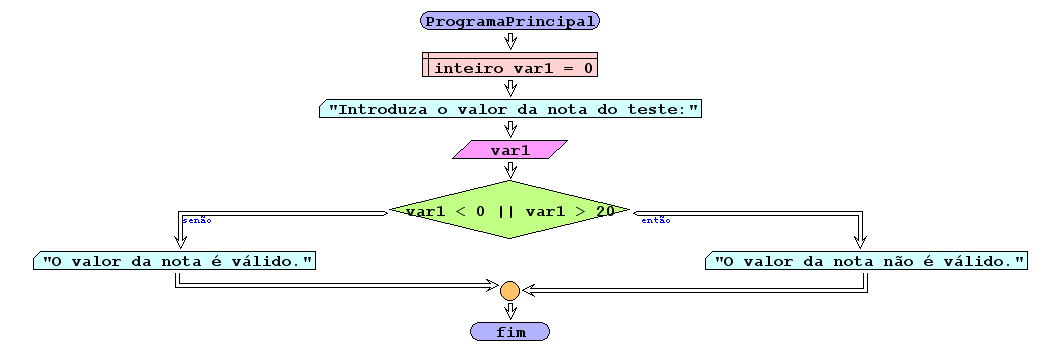 ProgramaPrincipal
inteiro var1 = 0
"Introduza o valor da nota do teste:"
var1
var1 < 0 || var1 > 20
senão
então
"O valor da nota é válido."
"O valor da nota não é válido."
fim